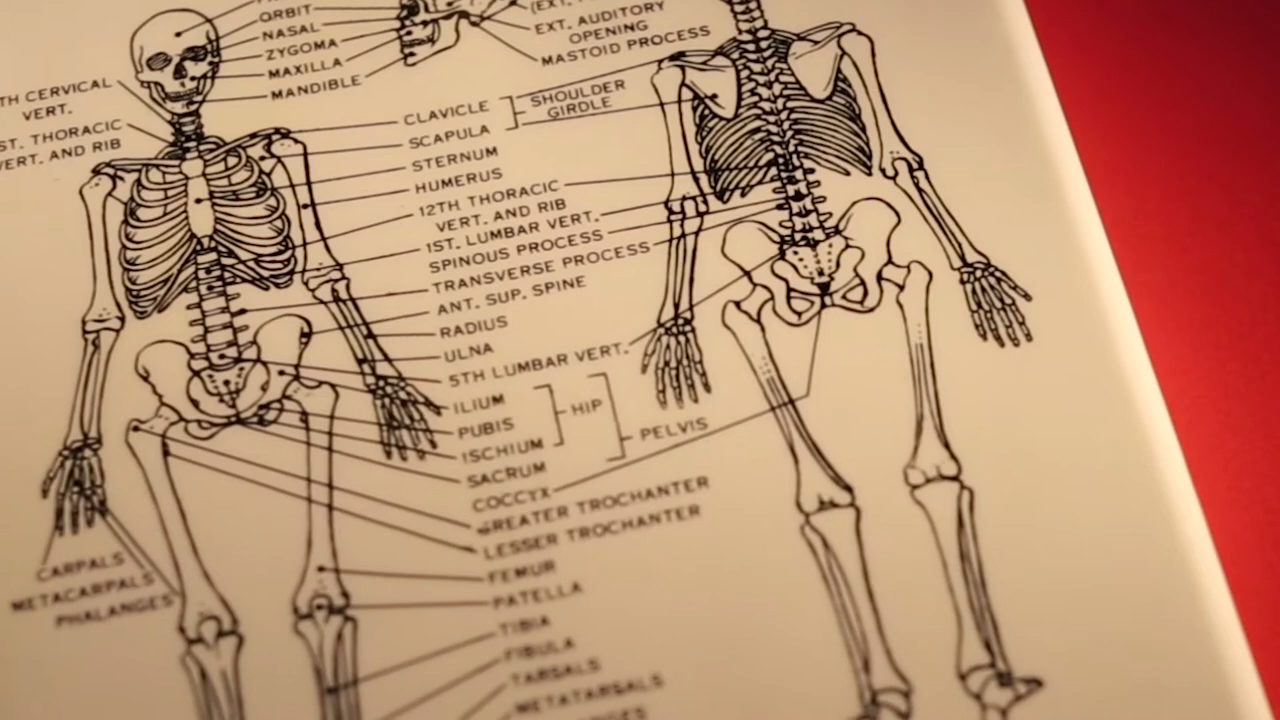 ORBIT
NASAL
ZYGOMA
MAXILLA
MANDIBLE
(EXT.
EXT. AUDITORY
OPENING
MASTOID PROCESS
TH CERVICAL
VERT.
ST. THORACIC
VERT. AND RIB
CLAVICLE
SCAPULA
SHOULDER
GIRDLE
STERNUM
HUMERUS
12TH THORACIC
VERT. AND RIB
1ST. LUMBAR VERT.
SPINOUS PROCESS
TRANSVERSE PROCESS
ANT. SUP. SPINE
RADIUS
ULNA
5TH LUMBAR VERT.
ILIUM
PUBIS
ISCHIUM
HIP
PELVIS
SACRUM
COCCYX
GREATER TROCHANTER
LESSER TROCHANTER
FEMUR
PATELLA
TIBIA
FIBULA
TARSALS
METATARSALS
CARPALS
METACARPALS
PHALANGES